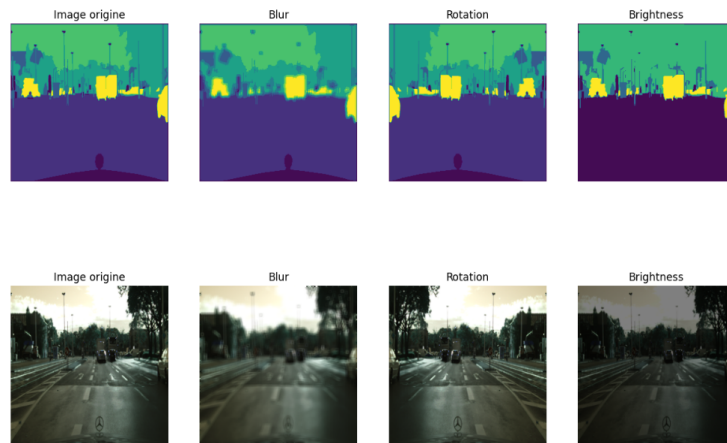 Image origine
Blur
Rotation
Brightness
Image origine
Blur
Rotation
Brightness